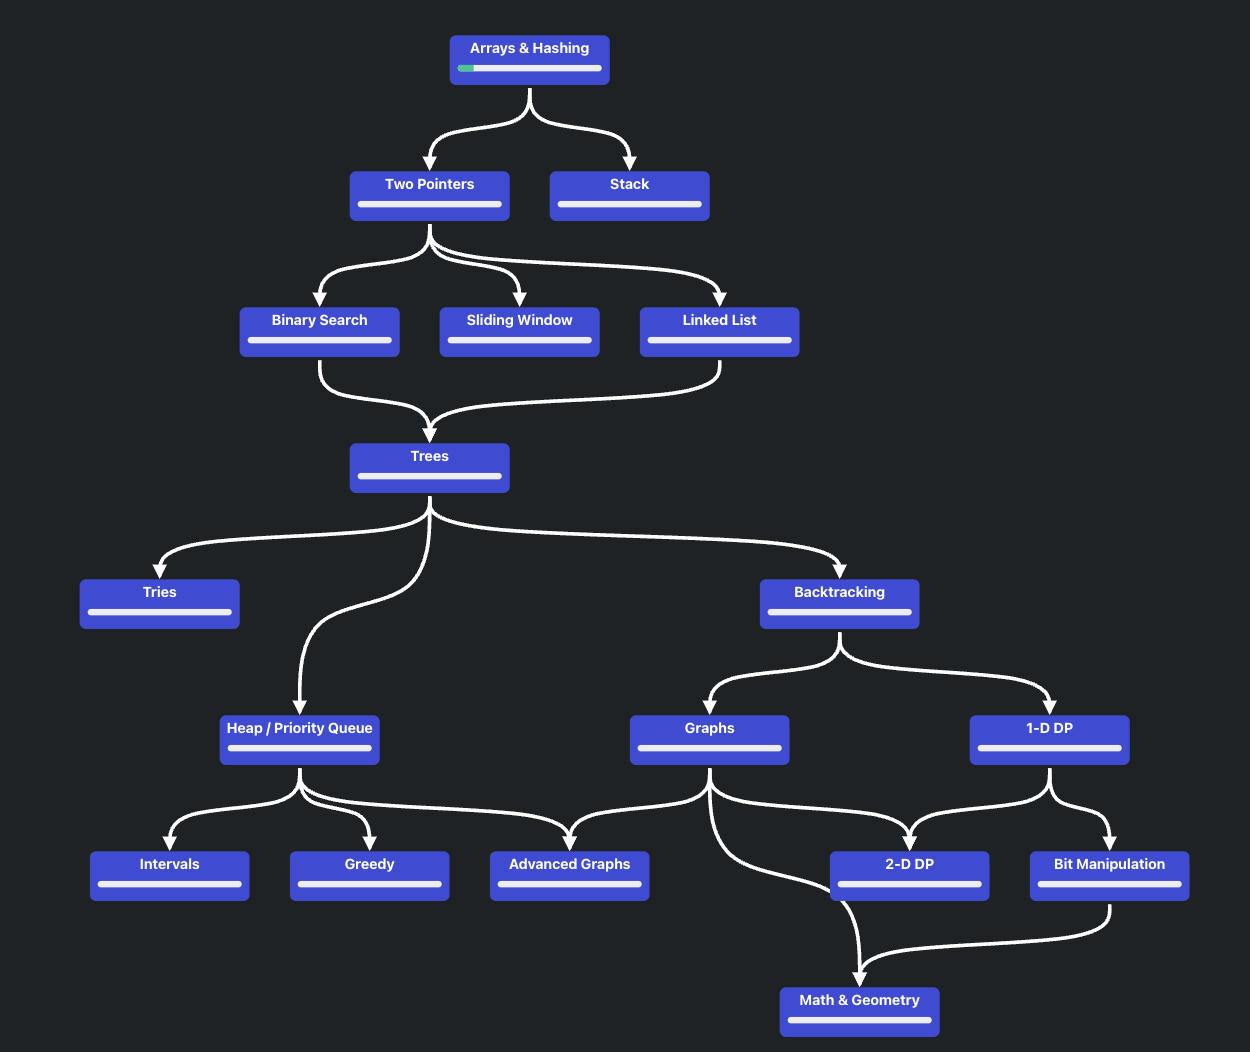 Arrays & Hashing
Two Pointers
Stack
Binary Search
Sliding Window
Linked List
Trees
Tries
Backtracking
Heap / Priority Queue
Graphs
1-D DP
Intervals
Greedy
Advanced Graphs
2-D DP
Bit Manipulation
Math & Geometry